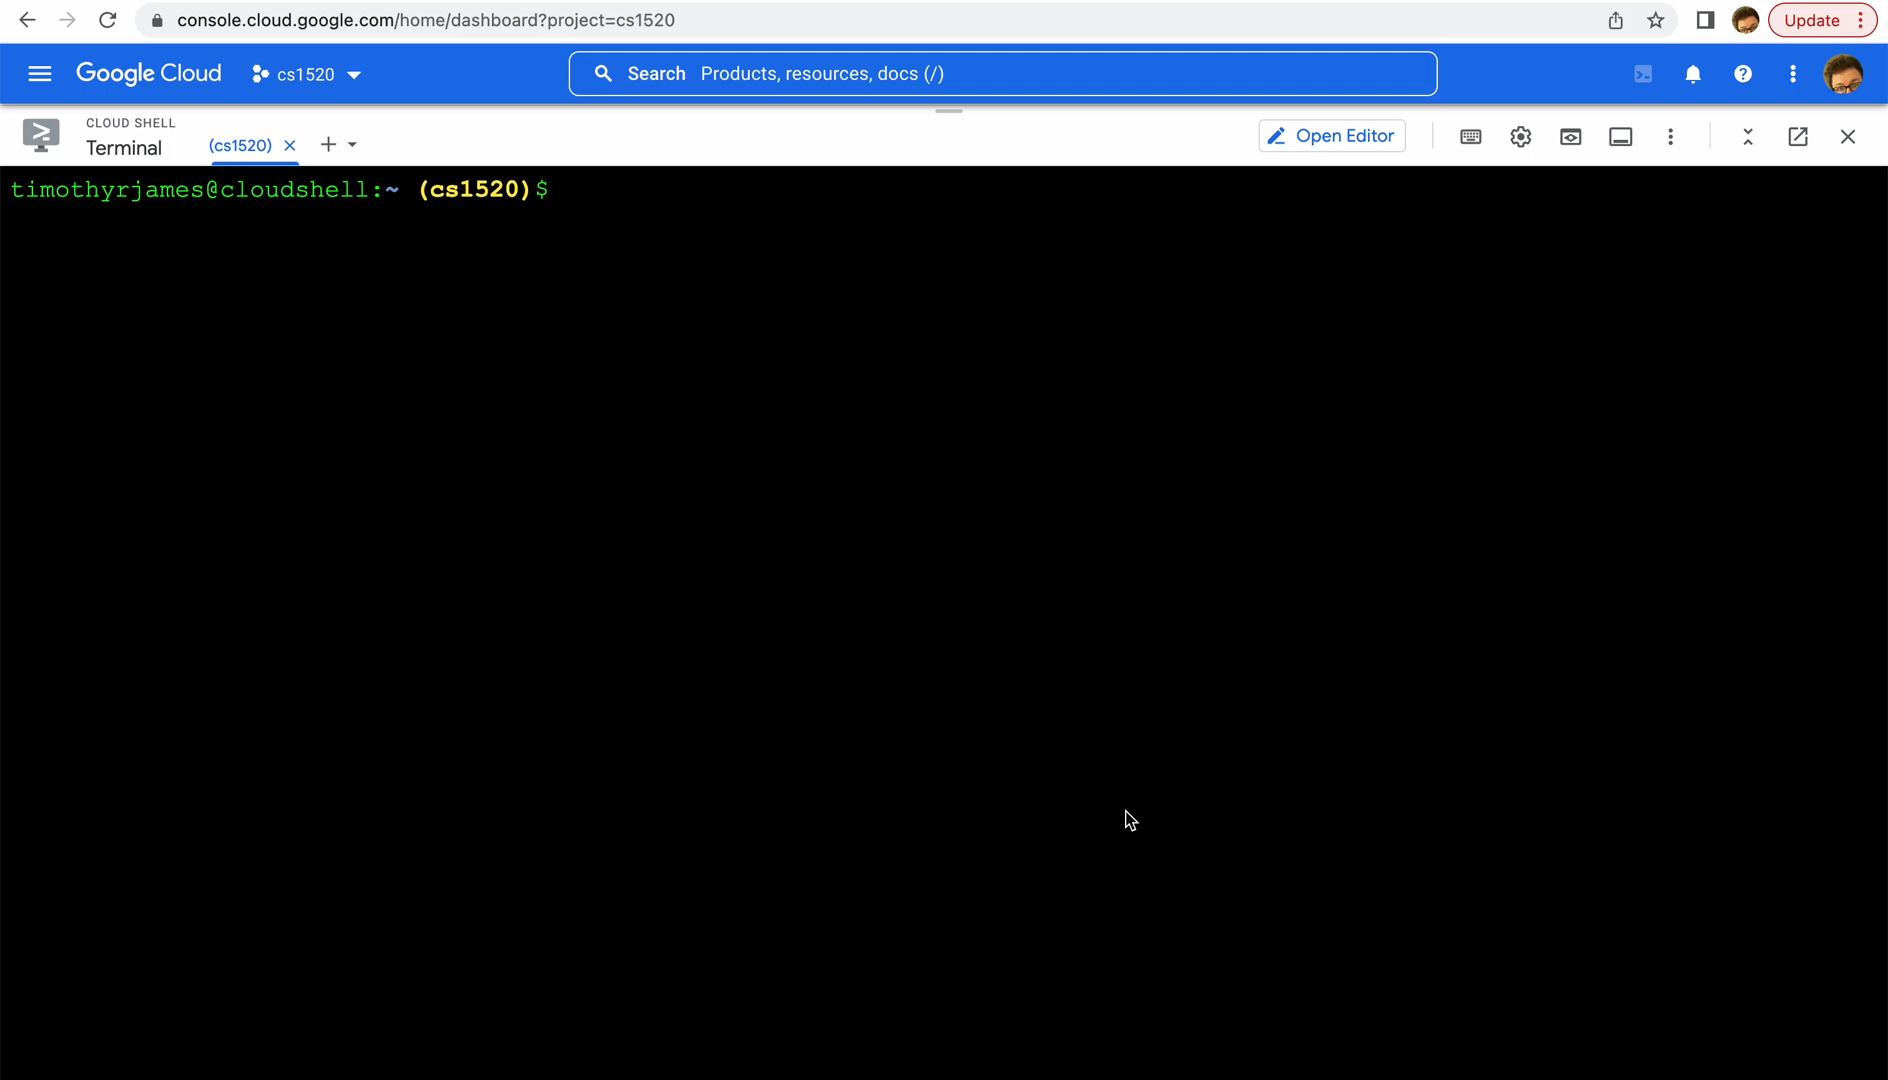 console.cloud.google.com/home/dashboard?project=cs1520
Update
Google Cloud
cs1520
Search Products, resources, docs (/)
CLOUD SHELL
Terminal
(cs1520)
Open Editor
timothyrjames@cloudshell:~ (cs1520)$